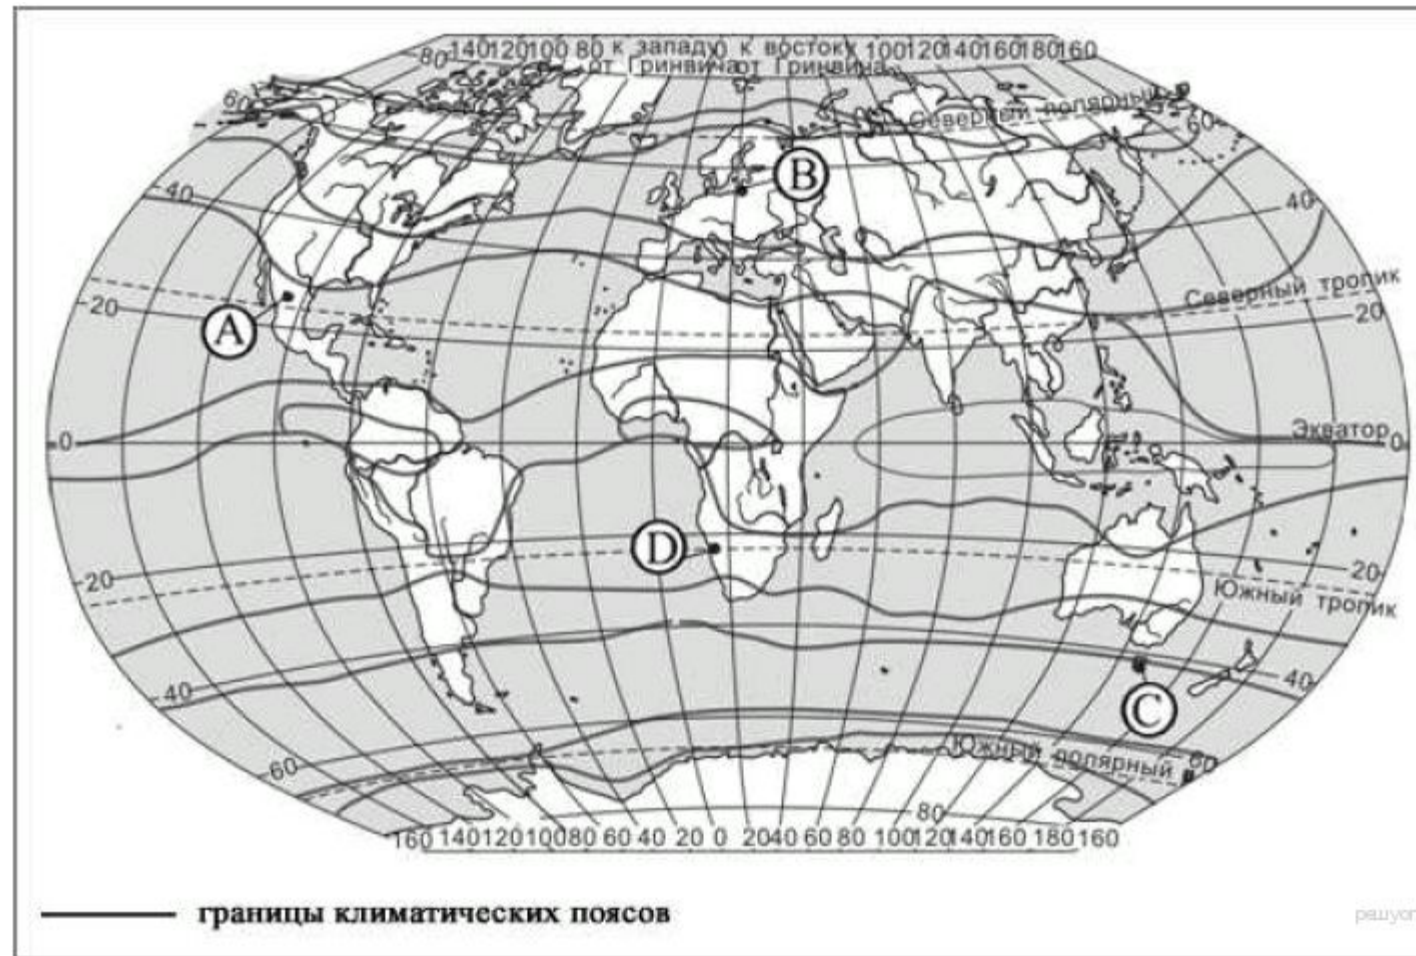 140 120 100 80 к западу 0 к востоку 100 120 140 160 180 160
80 от Гринвича от Гринвича
60 Северный полярный 60
B
40 40
Северный тропик
20 20
A
0 Экватор 0
D
20 20
Южный тропик
40 40
C
60 Южный полярный 60
80
160 140 120 100 80 60 40 20 0 20 40 60 80 100 120 140 160 180 160
границы климатических поясов